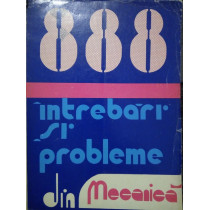 888
întrebări
și
probleme
din Mecanică